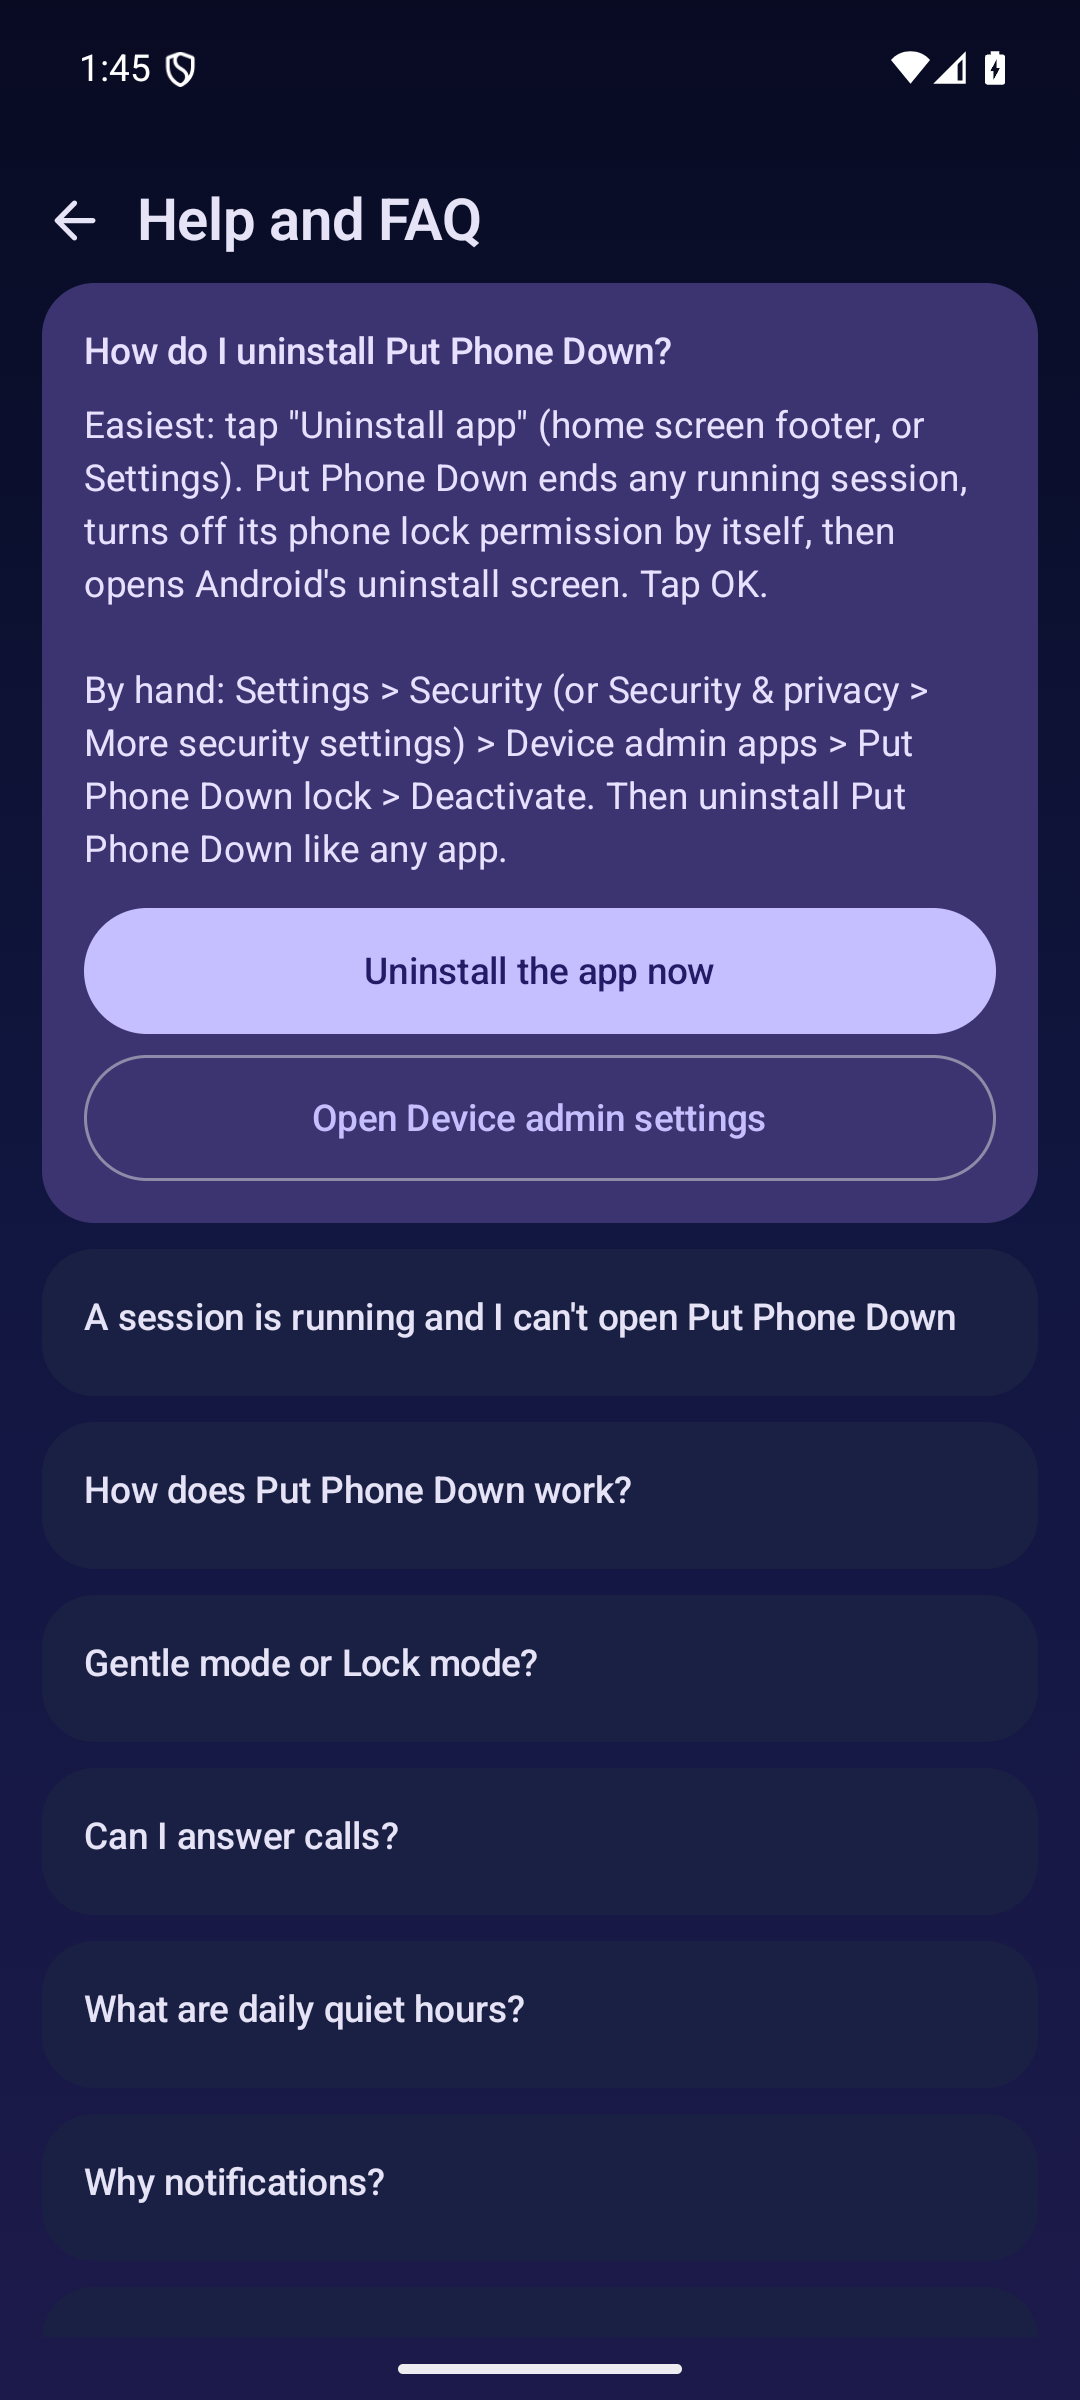 1:45
Help and FAQ
How do I uninstall Put Phone Down?
Easiest: tap "Uninstall app" (home screen footer, or
Settings). Put Phone Down ends any running session,
turns off its phone lock permission by itself, then
opens Android's uninstall screen. Tap OK.
By hand: Settings > Security (or Security & privacy >
More security settings) > Device admin apps > Put
Phone Down lock > Deactivate. Then uninstall Put
Phone Down like any app.
Uninstall the app now
Open Device admin settings
A session is running and I can't open Put Phone Down
How does Put Phone Down work?
Gentle mode or Lock mode?
Can I answer calls?
What are daily quiet hours?
Why notifications?